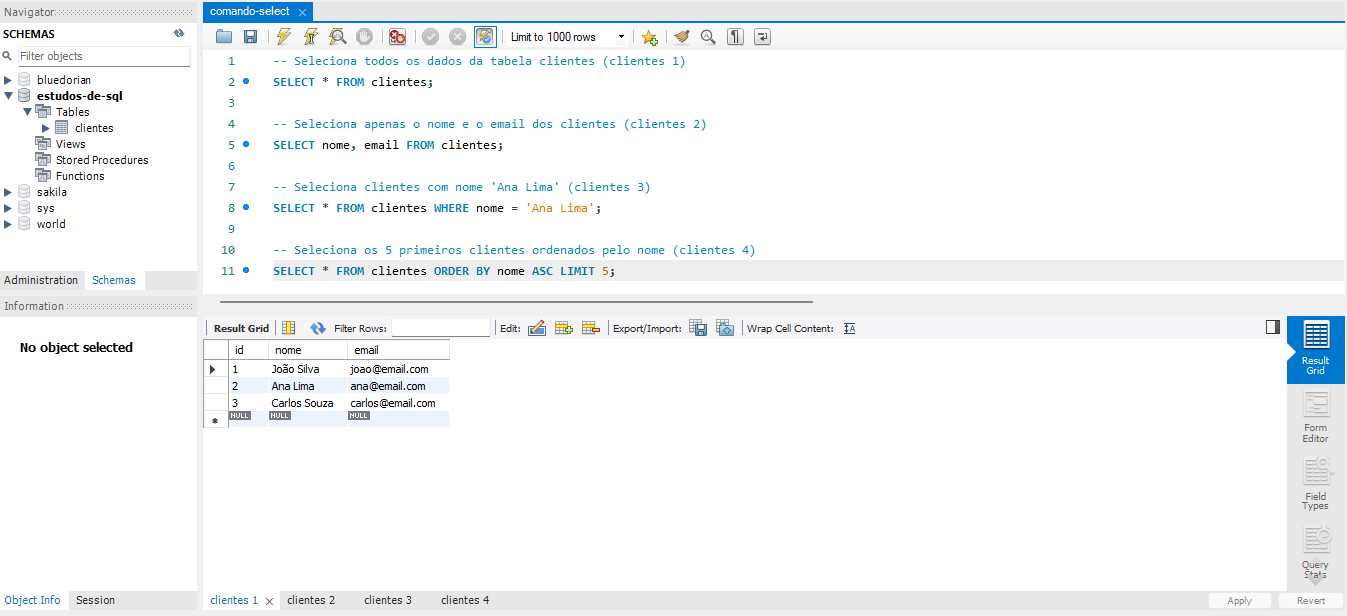 Navigator
SCHEMAS
Filter objects
bluedorian
estudos-de-sql
Tables
clientes
Views
Stored Procedures
Functions
sakila
sys
world
Administration Schemas
Information
No object selected
Object Info Session
comando-select
Limit to 1000 rows
1 -- Seleciona todos os dados da tabela clientes (clientes 1)
2 SELECT * FROM clientes;
3
4 -- Seleciona apenas o nome e o email dos clientes (clientes 2)
5 SELECT nome, email FROM clientes;
6
7 -- Seleciona clientes com nome 'Ana Lima' (clientes 3)
8 SELECT * FROM clientes WHERE nome = 'Ana Lima';
9
10 -- Seleciona os 5 primeiros clientes ordenados pelo nome (clientes 4)
11 SELECT * FROM clientes ORDER BY nome ASC LIMIT 5;
Result Grid Filter Rows: Edit: Export/Import: Wrap Cell Content:
id nome email
1 João Silva joao@email.com
2 Ana Lima ana@email.com
3 Carlos Souza carlos@email.com
NULL NULL NULL
Result
Grid
Form
Editor
Field
Types
Query
Stats
clientes 1 clientes 2 clientes 3 clientes 4
Apply Revert